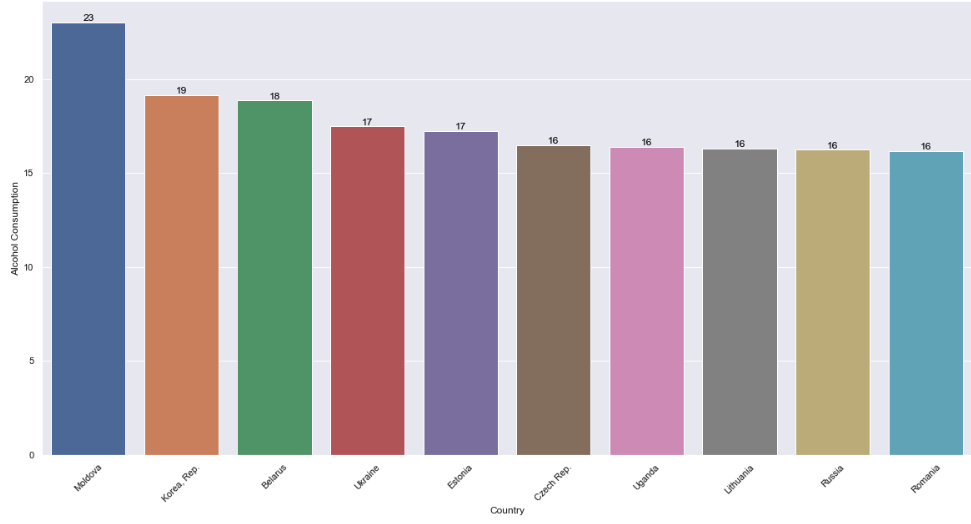 23
19
18
17
17
16
16
16
16
16
20
15
10
5
0
Alcohol Consumption
Moldova
Korea, Rep.
Belarus
Ukraine
Estonia
Czech Rep.
Uganda
Lithuania
Russia
Romania
Country